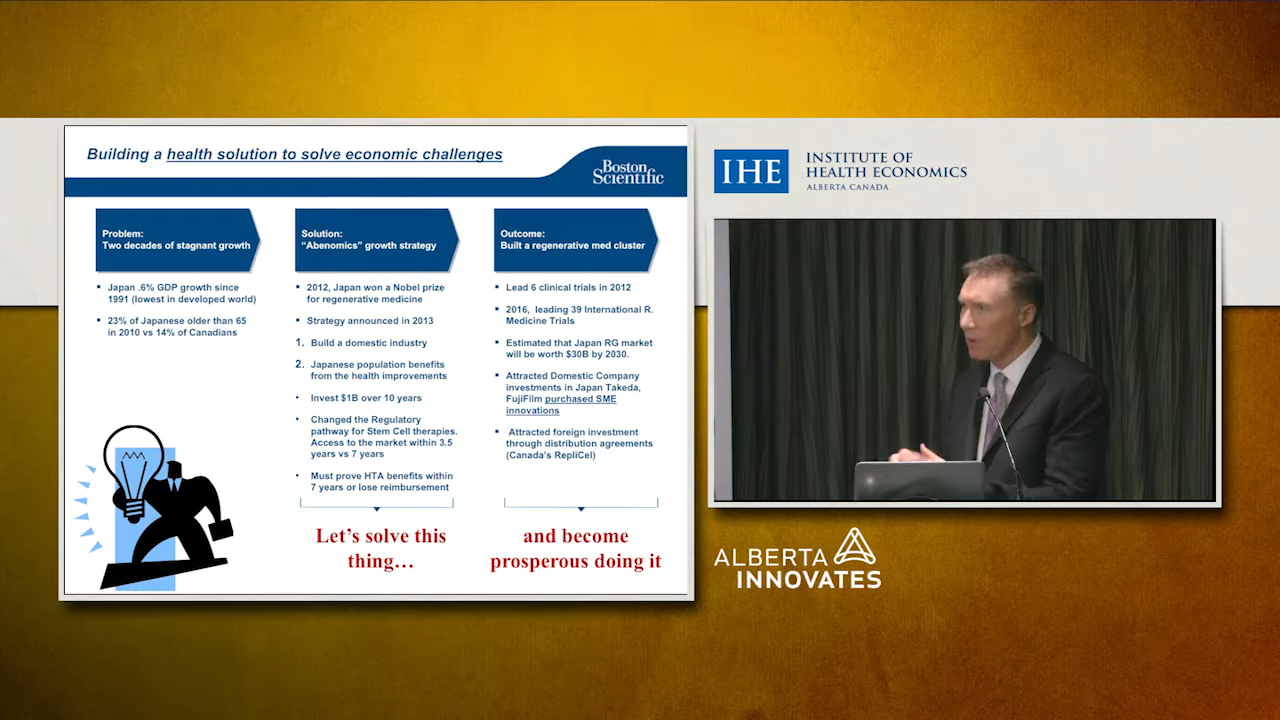 Building a health solution to solve economic challenges
Boston
Scientific
Problem:
Two decades of stagnant growth
Japan .6% GDP growth since
1991 (lowest in developed world)
23% of Japanese older than 65
in 2010 vs 14% of Canadians
Solution:
“Abenomics” growth strategy
2012, Japan won a Nobel prize
for regenerative medicine
Strategy announced in 2013
1. Build a domestic industry
2. Japanese population benefits
from the health improvements
Invest $1B over 10 years
Changed the Regulatory
pathway for Stem Cell therapies.
Access to the market within 3.5
years vs 7 years
Must prove HTA benefits within
7 years or lose reimbursement
Let’s solve this
thing…
Outcome:
Built a regenerative med cluster
Lead 6 clinical trials in 2012
2016, leading 39 International R.
Medicine Trials
Estimated that Japan RG market
will be worth $30B by 2030.
Attracted Domestic Company
investments in Japan Takeda,
FujiFilm purchased SME
innovations
Attracted foreign investment
through distribution agreements
(Canada’s RepliCel)
and become
prosperous doing it
IHE
INSTITUTE OF
HEALTH ECONOMICS
ALBERTA CANADA
ALBERTA
INNOVATES